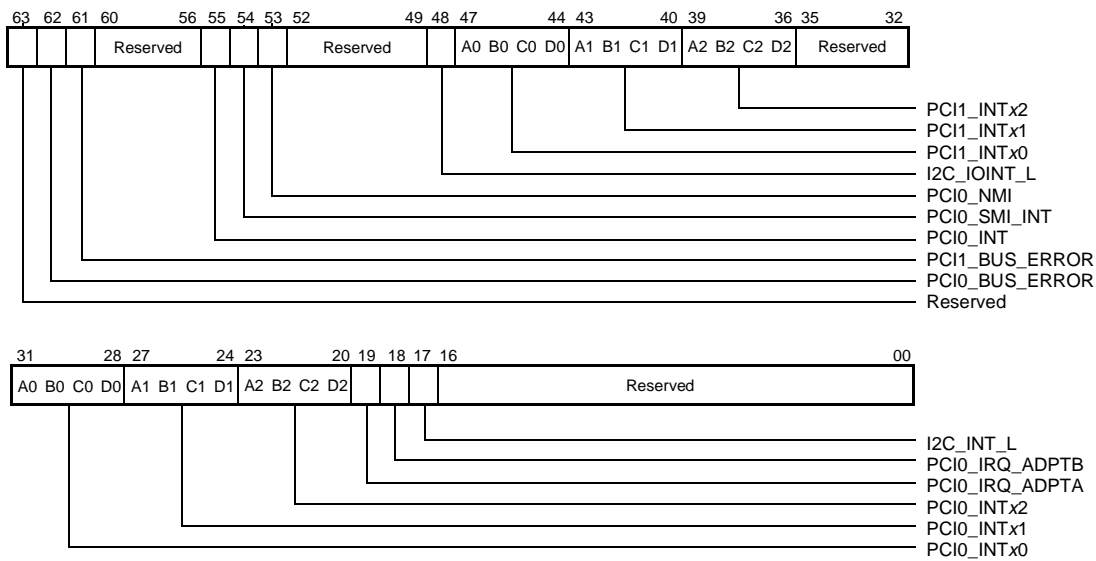 63 62 61 60 56 55 54 53 52 49 48 47 44 43 40 39 36 35 32
Reserved Reserved A0 B0 C0 D0 A1 B1 C1 D1 A2 B2 C2 D2 Reserved
PCI1_INTx2
PCI1_INTx1
PCI1_INTx0
I2C_IOINT_L
PCI0_NMI
PCI0_SMI_INT
PCI0_INT
PCI1_BUS_ERROR
PCI0_BUS_ERROR
Reserved
31 28 27 24 23 20 19 18 17 16 00
A0 B0 C0 D0 A1 B1 C1 D1 A2 B2 C2 D2 Reserved
I2C_INT_L
PCI0_IRQ_ADPTB
PCI0_IRQ_ADPTA
PCI0_INTx2
PCI0_INTx1
PCI0_INTx0